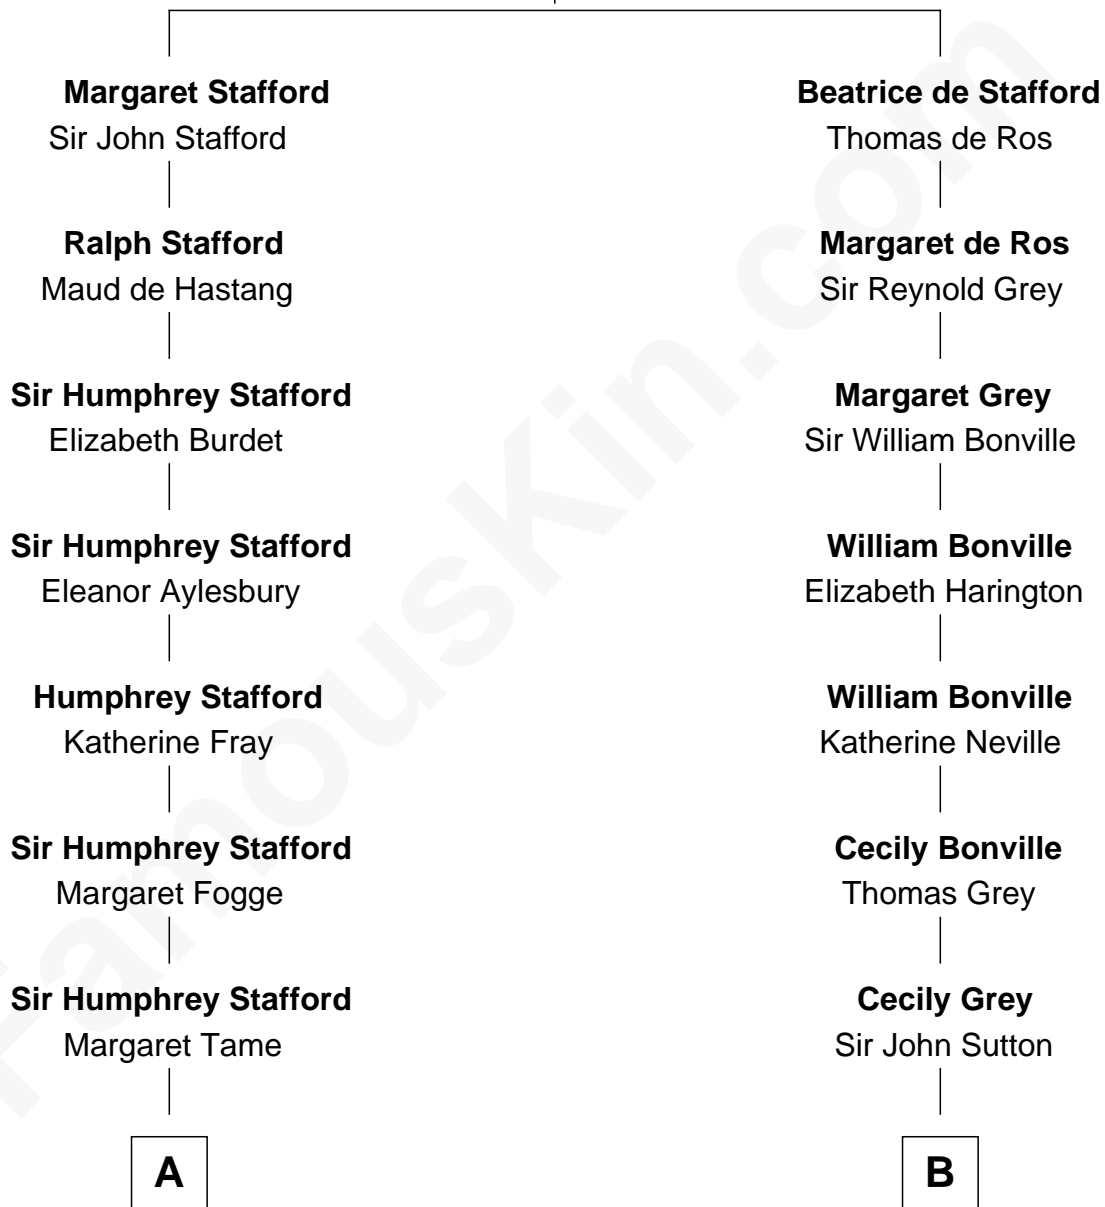 Margaret Stafford
Sir John Stafford
Ralph Stafford
Maud de Hastang
Sir Humphrey Stafford
Elizabeth Burdet
Sir Humphrey Stafford
Eleanor Aylesbury
Humphrey Stafford
Katherine Fray
Sir Humphrey Stafford
Margaret Fogge
Sir Humphrey Stafford
Margaret Tame
A
Beatrice de Stafford
Thomas de Ros
Margaret de Ros
Sir Reynold Grey
Margaret Grey
Sir William Bonville
William Bonville
Elizabeth Harington
William Bonville
Katherine Neville
Cecily Bonville
Thomas Grey
Cecily Grey
Sir John Sutton
B
FamousKin.com